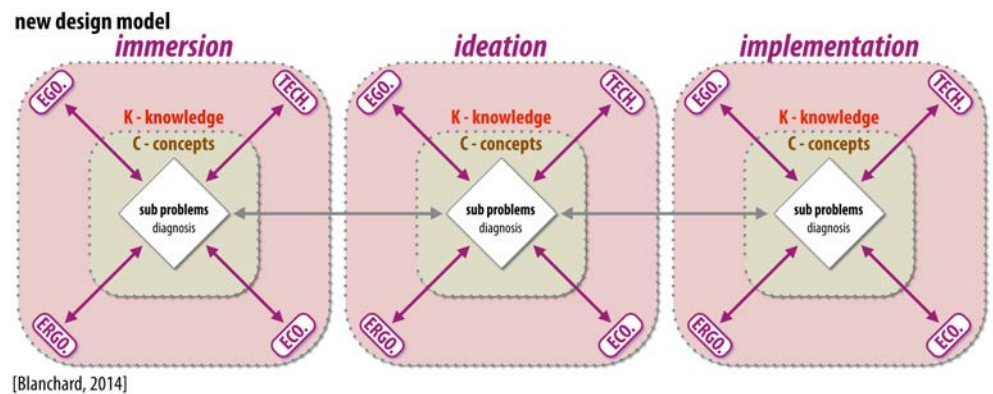 new design model
immersion
EGO.
TECH.
K - knowledge
C - concepts
sub problems
diagnosis
ERGO.
ECO.
ideation
EGO.
TECH.
K - knowledge
C - concepts
sub problems
diagnosis
ERGO.
ECO.
implementation
EGO.
TECH.
K - knowledge
C - concepts
sub problems
diagnosis
ERGO.
ECO.
[Blanchard, 2014]